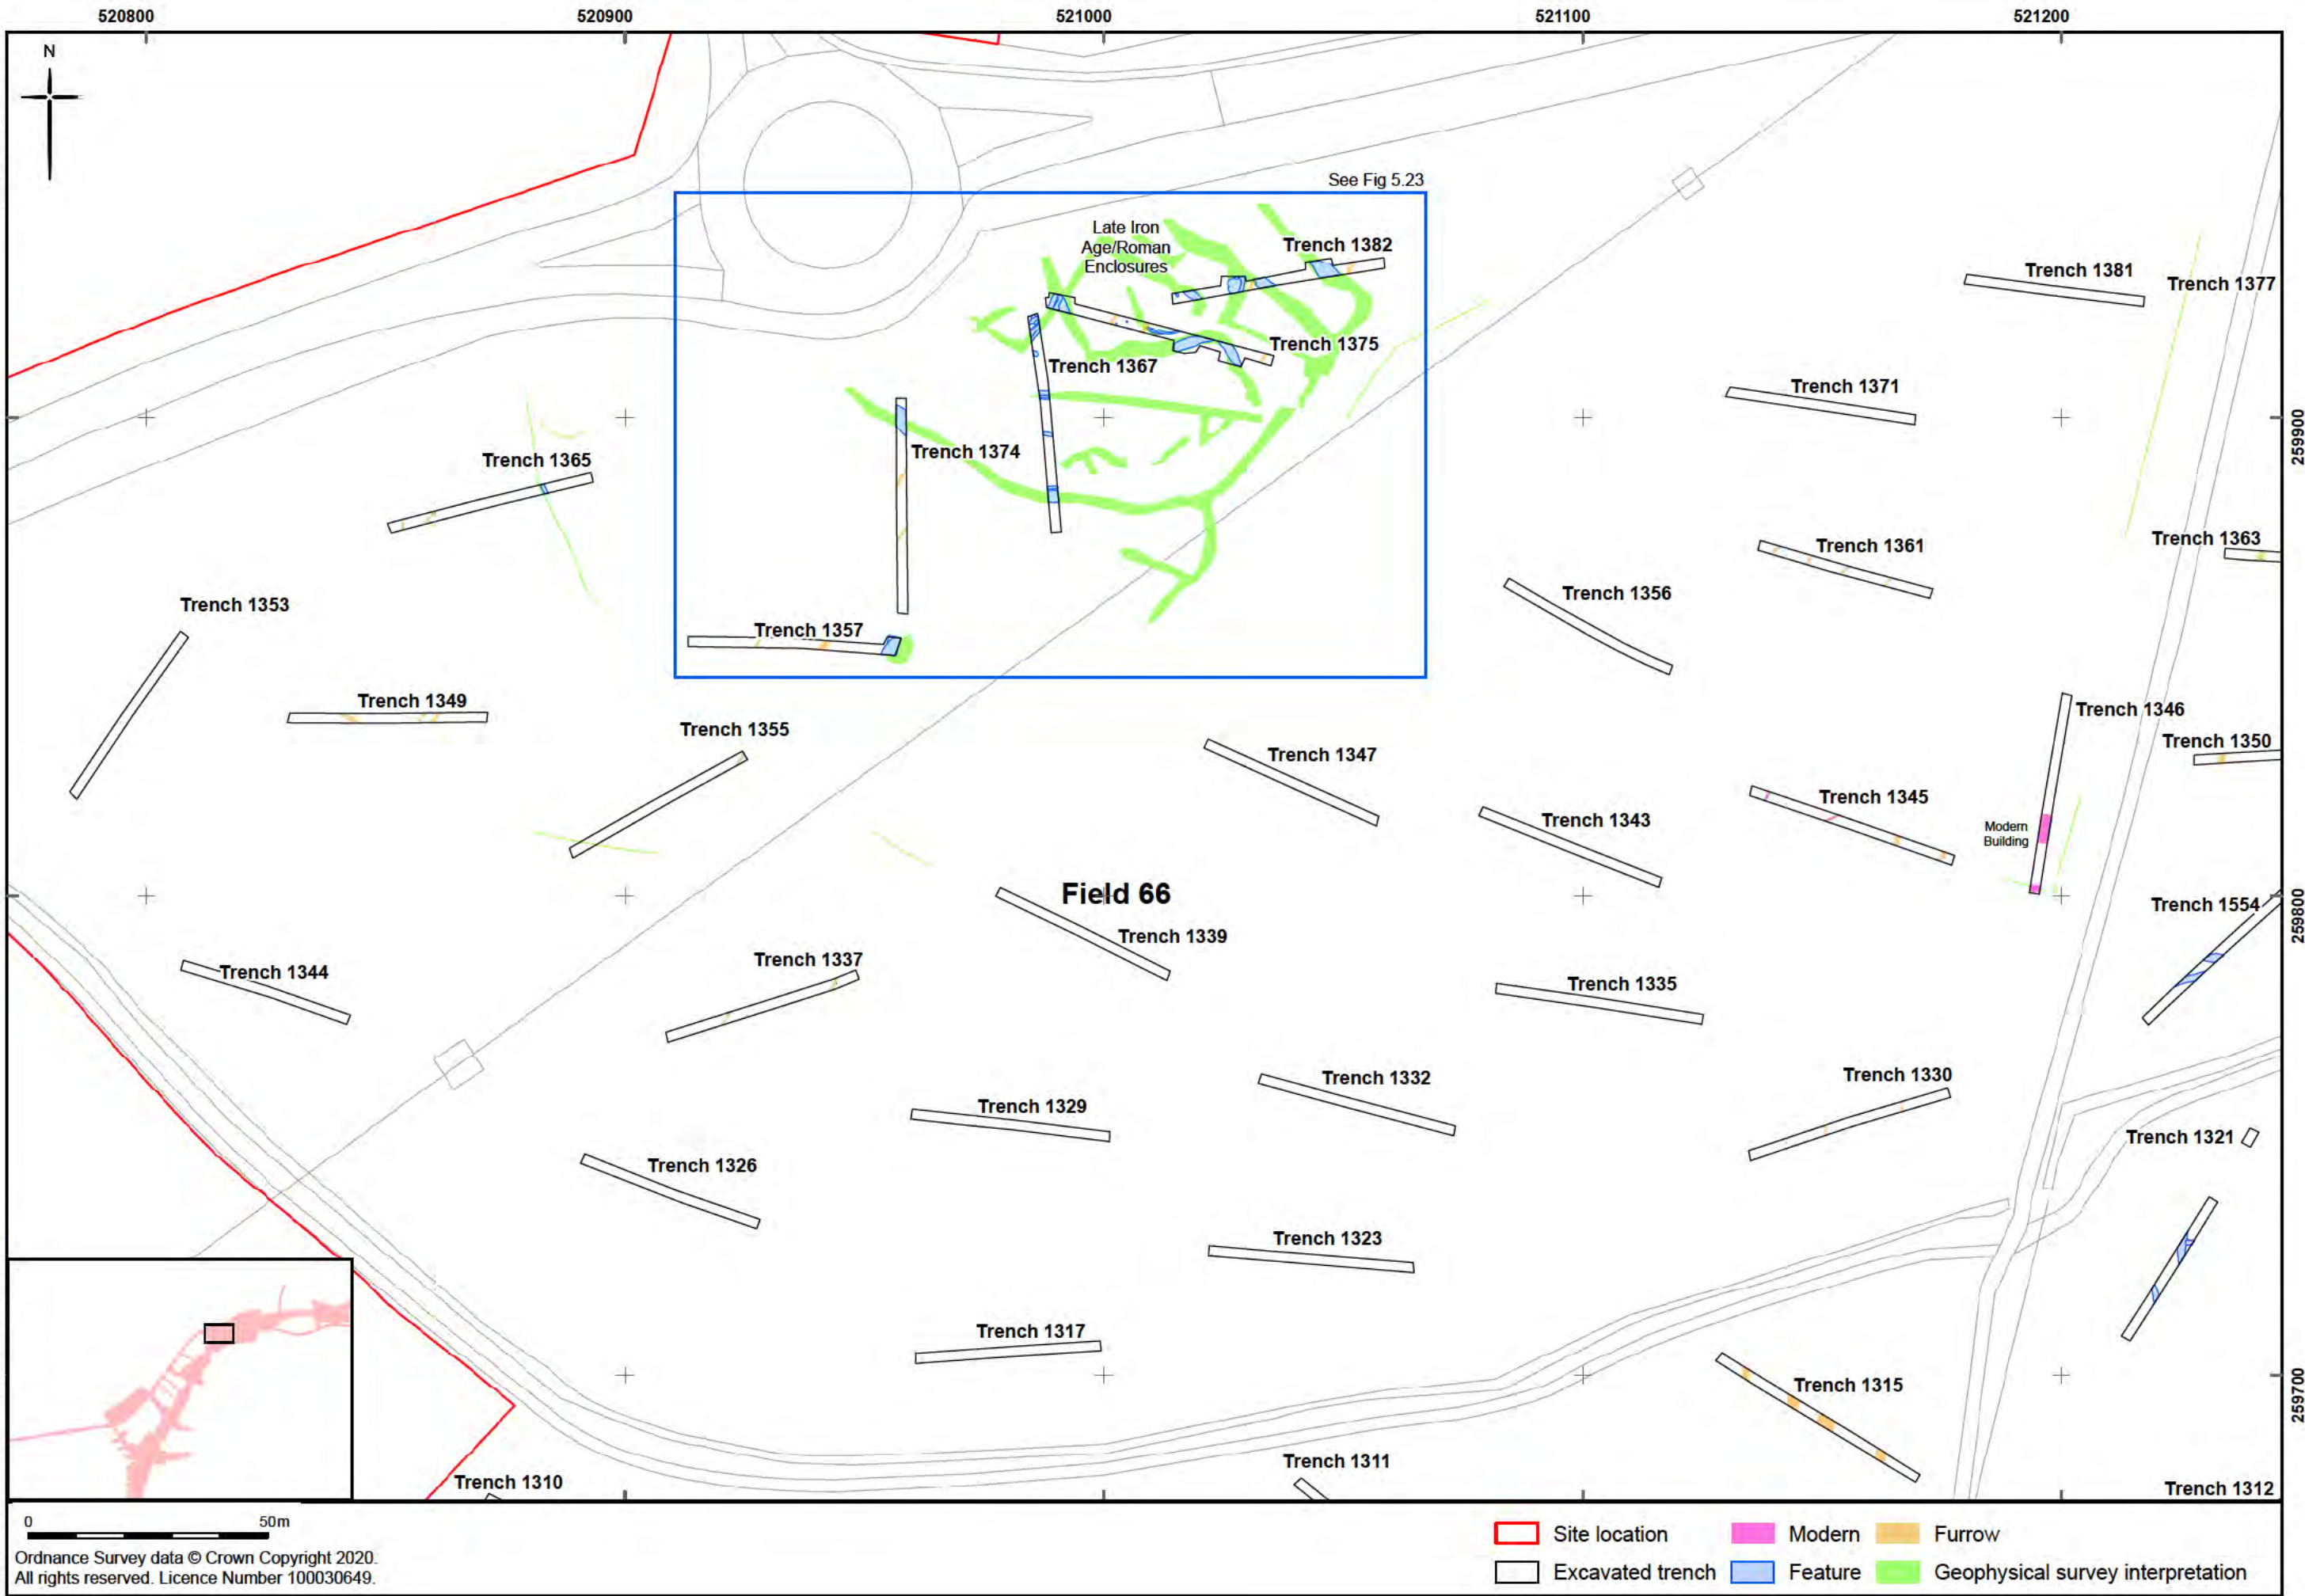 520800
520900
521000
521100
521200
N
See Fig 5.23
Late Iron
Age/Roman
Enclosures
Trench 1382
Trench 1381
Trench 1377
Trench 1375
Trench 1367
Trench 1371
259900
Trench 1374
Trench 1365
Trench 1363
Trench 1361
Trench 1356
Trench 1353
Trench 1357
Trench 1349
Trench 1346
Trench 1355
Trench 1350
Trench 1347
Trench 1345
Trench 1343
Modern
Building
Field 66
Trench 1554
259800
Trench 1339
Trench 1337
Trench 1344
Trench 1335
Trench 1332
Trench 1330
Trench 1329
Trench 1321
Trench 1326
Trench 1323
Trench 1317
Trench 1315
259700
Trench 1311
Trench 1310
Trench 1312
0 50m
Ordnance Survey data © Crown Copyright 2020.
All rights reserved. Licence Number 100030649.
Site location
Modern
Furrow
Excavated trench
Feature
Geophysical survey interpretation